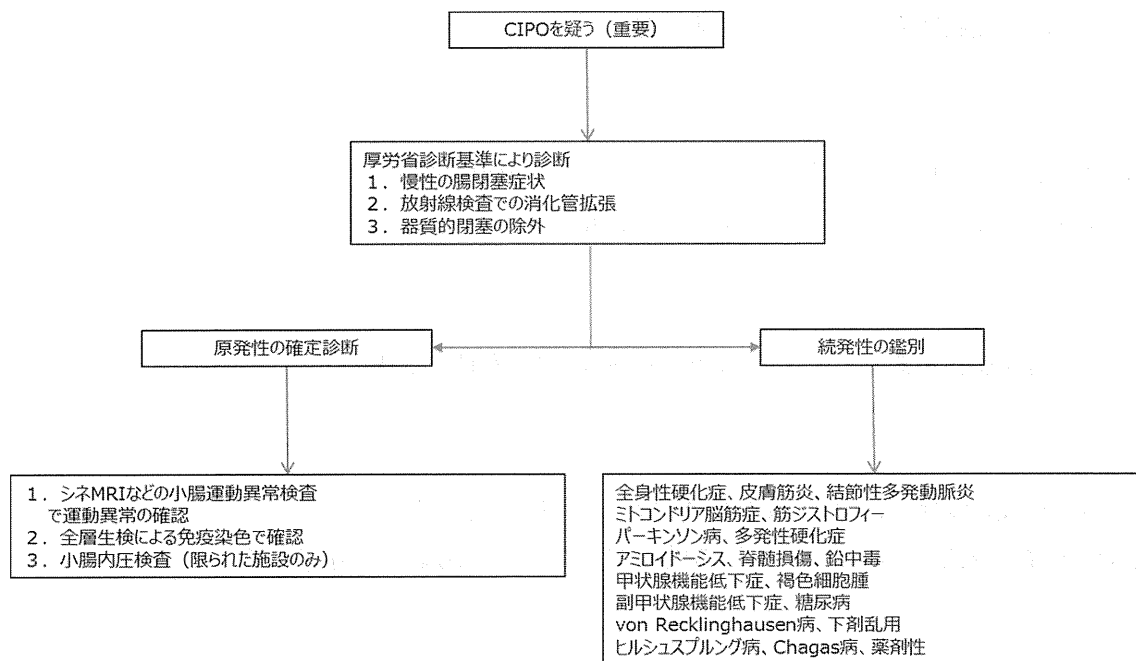 CIPOを疑う（重要）
厚労省診断基準により診断
1．慢性の腸閉塞症状
2．放射線検査での消化管拡張
3．器質的閉塞の除外
原発性の確定診断
続発性の鑑別
1．シネMRIなどの小腸運動異常検査
で運動異常の確認
2．全層生検による免疫染色で確認
3．小腸内圧検査（限られた施設のみ）
全身性硬化症、皮膚筋炎、結節性多発動脈炎
ミトコンドリア脳筋症、筋ジストロフィー
パーキンソン病、多発性硬化症
アミロイドーシス、脊髄損傷、鉛中毒
甲状腺機能低下症、褐色細胞腫
副甲状腺機能低下症、糖尿病
von Recklinghausen病、下剤乱用
ヒルシュスプルング病、Chagas病、薬剤性